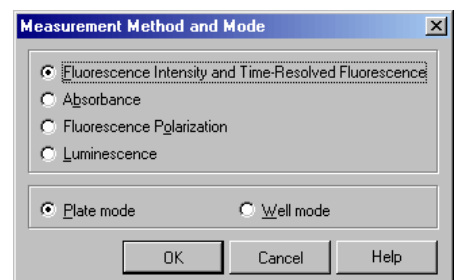 Measurement Method and Mode
Fluorescence Intensity and Time-Resolved Fluorescence
Absorbance
Fluorescence Polarization
Luminescence
Plate mode Well mode
OK Cancel Help